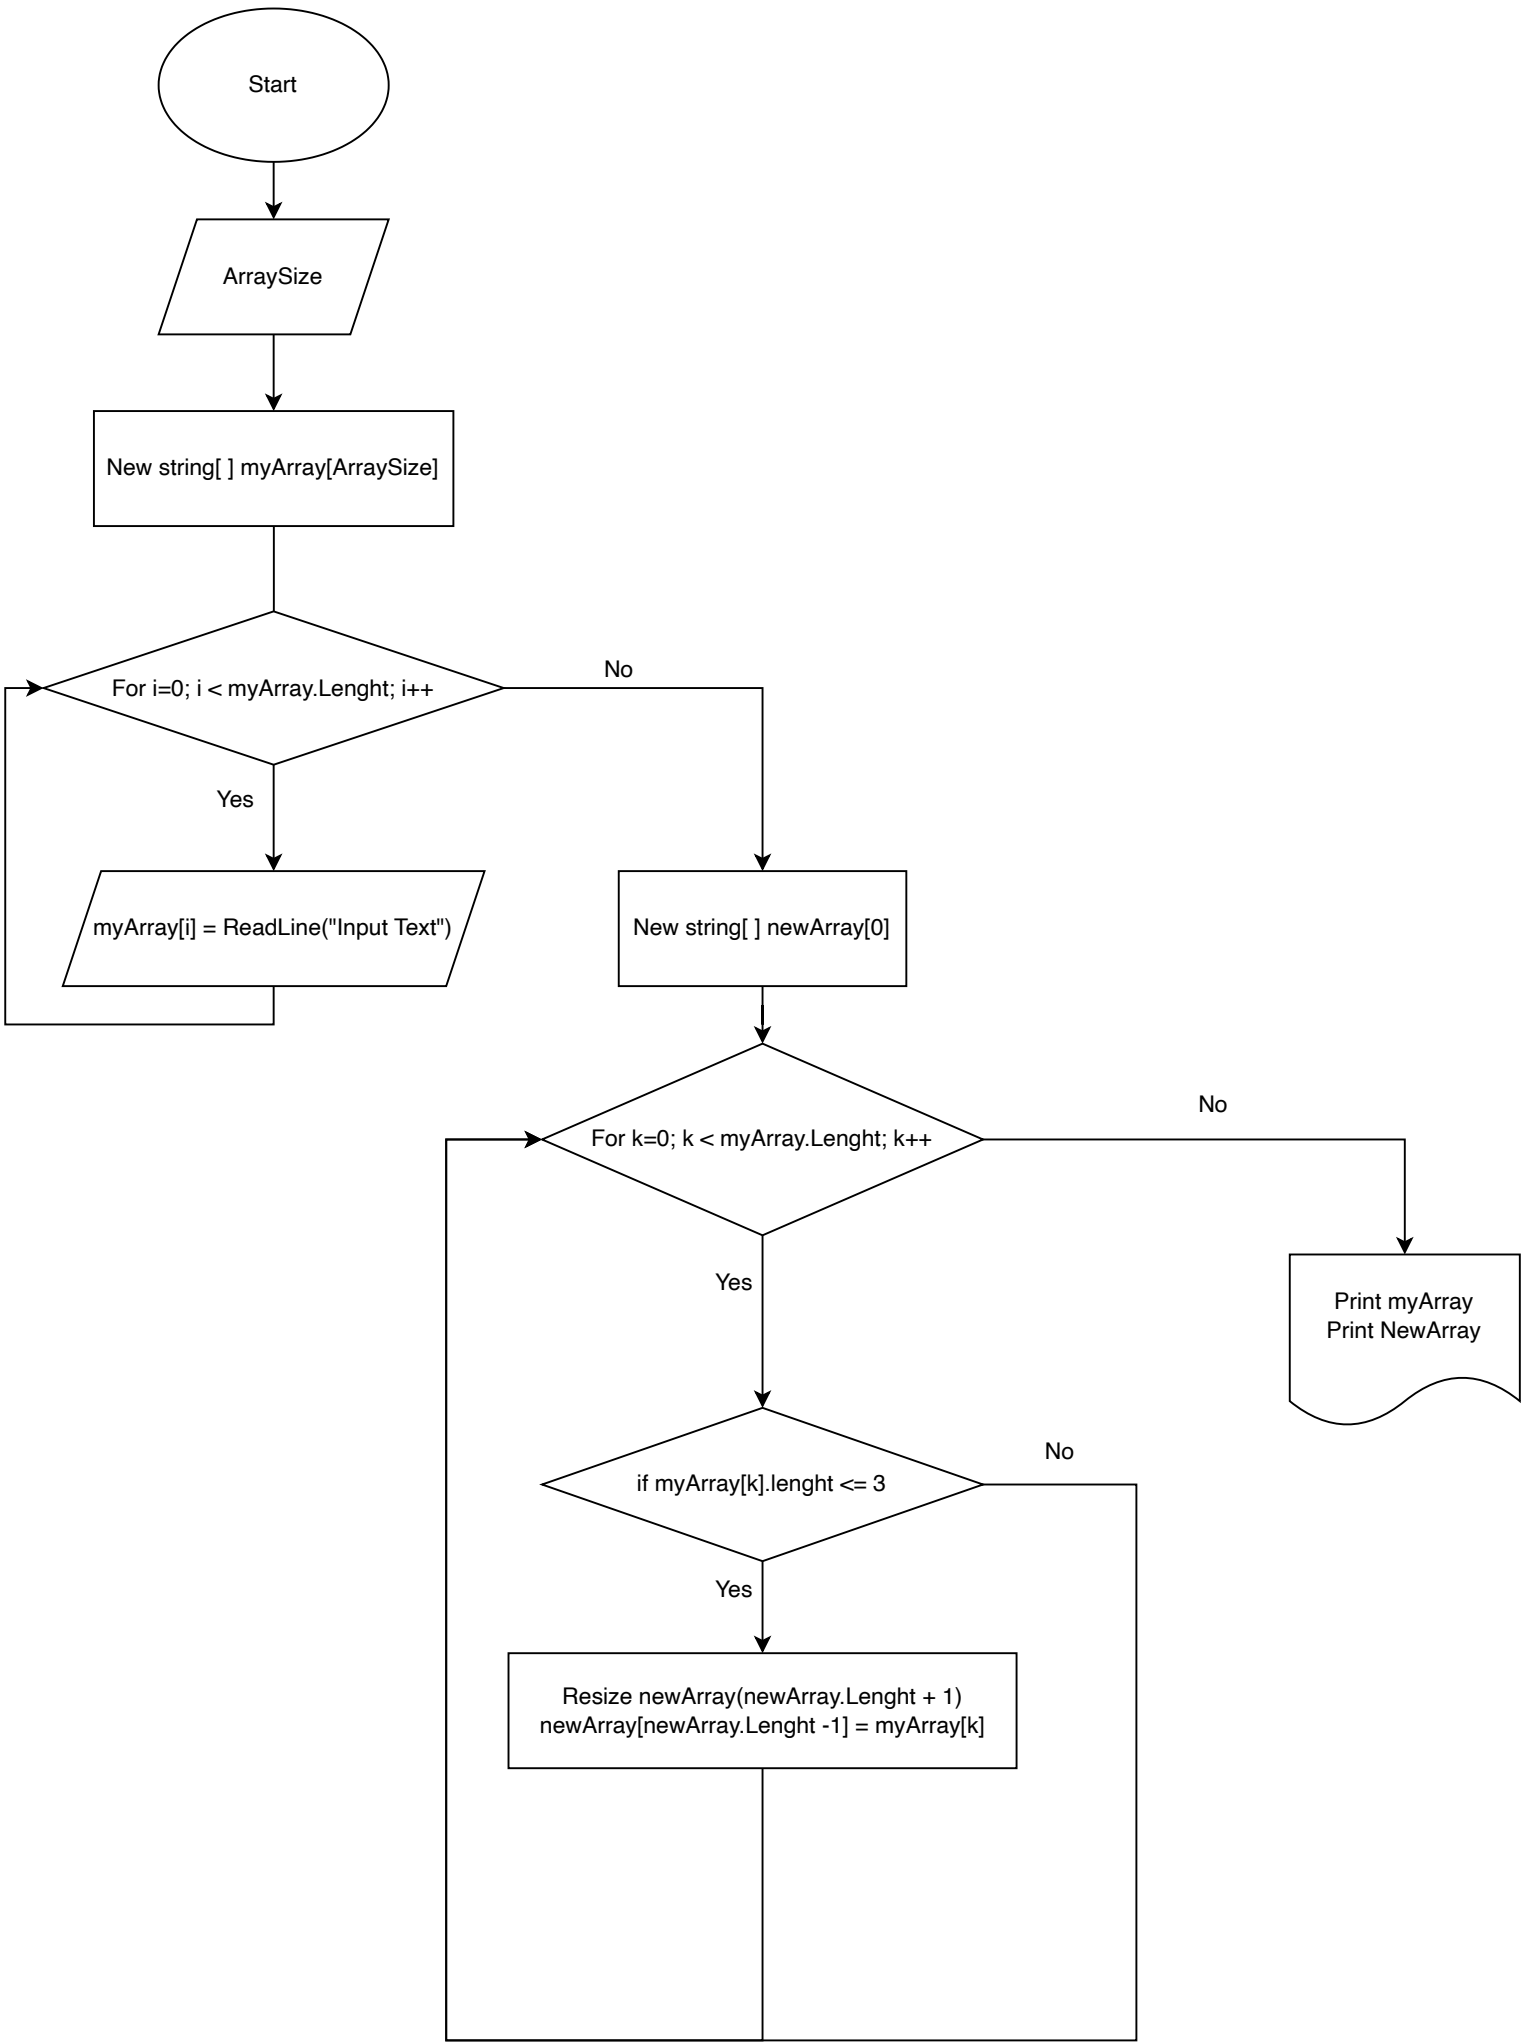 Start
ArraySize
New string[ ] myArray[ArraySize]
For i=0; i < myArray.Lenght; i++
No
Yes
myArray[i] = ReadLine("Input Text")
New string[ ] newArray[0]
For k=0; k < myArray.Lenght; k++
No
Yes
Print myArray
Print NewArray
if myArray[k].lenght <= 3
No
Yes
Resize newArray(newArray.Lenght + 1)
newArray[newArray.Lenght -1] = myArray[k]